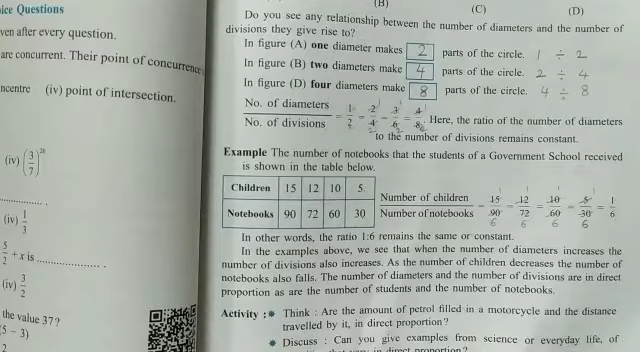 ice Questions
ven after every question.
are concurrent. Their point of concurrence
ncentre (iv) point of intersection.
(iv) (3/7)^20
(iv) 1/3
5/2 + x is
(iv) 3/2
the value 37?
(5 − 3)
2
(B) (C) (D)
Do you see any relationship between the number of diameters and the number of
divisions they give rise to?
In figure (A) one diameter makes 2 parts of the circle. 1 ÷ 2
In figure (B) two diameters make 4 parts of the circle. 2 ÷ 4
In figure (D) four diameters make 8 parts of the circle. 4 ÷ 8
No. of diameters / No. of divisions = 1/2 = 2/4 = 3/6 = 4/8. Here, the ratio of the number of diameters
to the number of divisions remains constant.
Example The number of notebooks that the students of a Government School received
is shown in the table below.
Children 15 12 10 5
Notebooks 90 72 60 30
Number of children / Number of notebooks = 15/90 = 12/72 = 10/60 = 5/30 = 1/6
In other words, the ratio 1:6 remains the same or constant.
In the examples above, we see that when the number of diameters increases the
number of divisions also increases. As the number of children decreases the number of
notebooks also falls. The number of diameters and the number of divisions are in direct
proportion as are the number of students and the number of notebooks.
Activity : * Think : Are the amount of petrol filled in a motorcycle and the distance
travelled by it, in direct proportion?
* Discuss : Can you give examples from science or everyday life, of
in direct proportion?